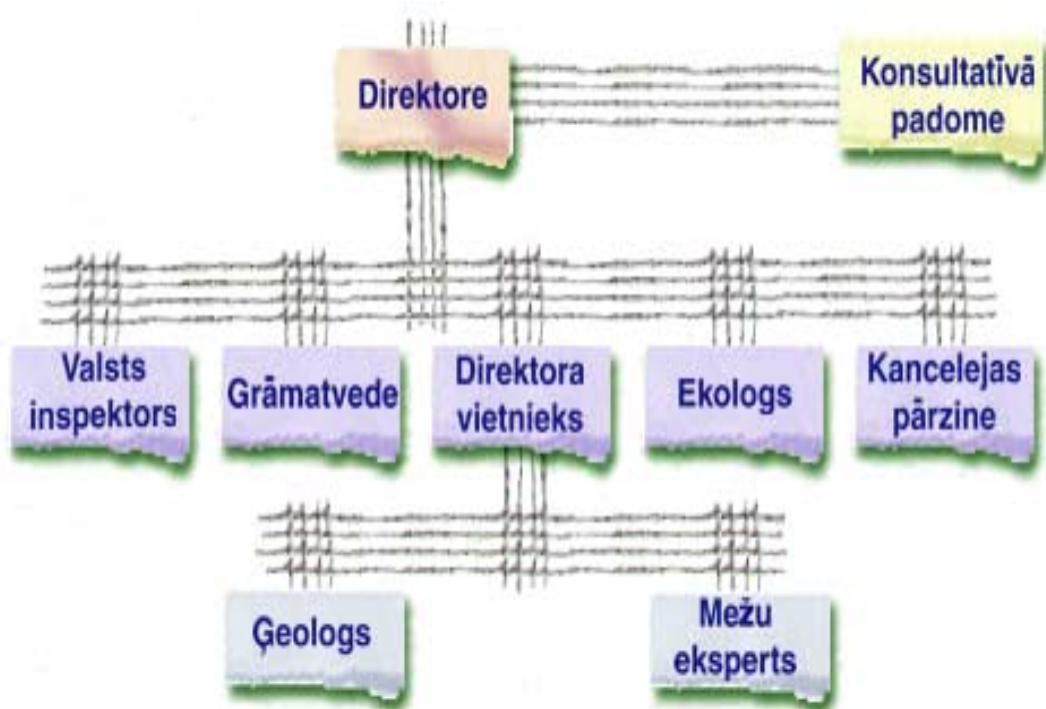 Direktore
Konsultatīvā
padome
Valsts
inspektors
Grāmatvede
Direktora
vietnieks
Ekologs
Kancelejas
pārzine
Ģeologs
Mežu
eksperts